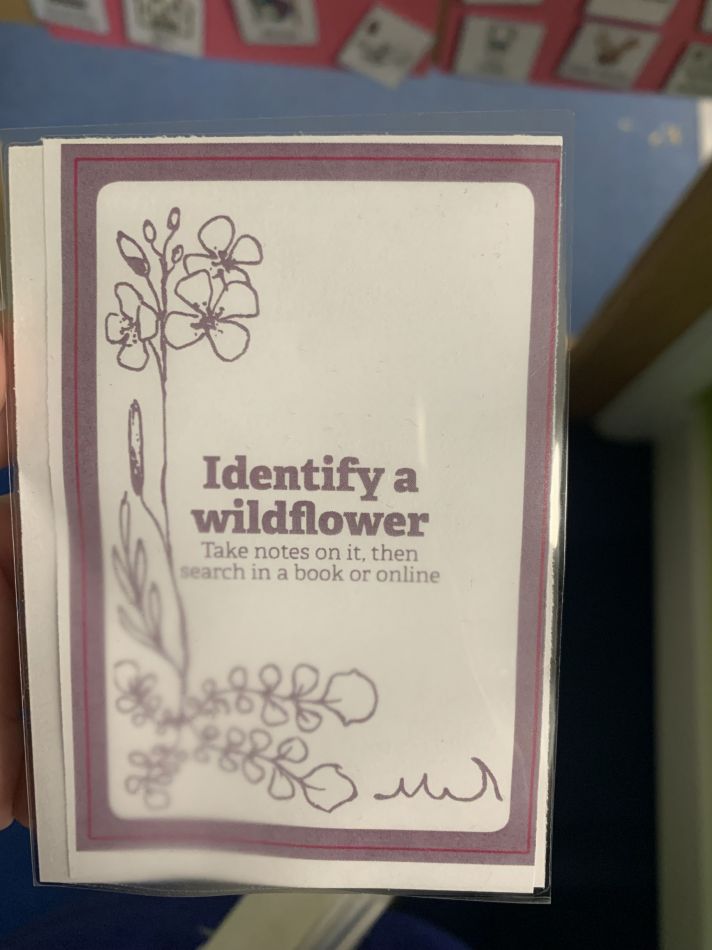 Identify a
wildflower
Take notes on it, then
search in a book or online